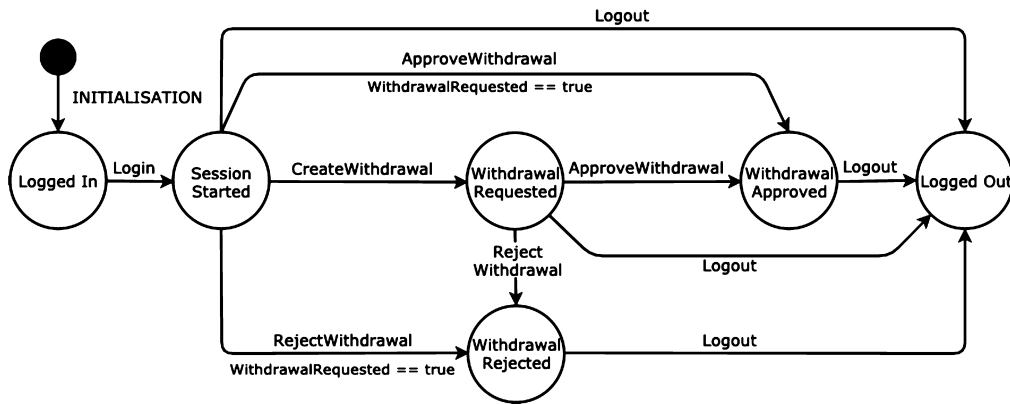 Logout
ApproveWithdrawal
WithdrawalRequested == true
INITIALISATION
Logged In
Login
Session
Started
CreateWithdrawal
Withdrawal
Requested
ApproveWithdrawal
Withdrawal
Approved
Logout
Logged Out
Reject
Withdrawal
Logout
RejectWithdrawal
WithdrawalRequested == true
Withdrawal
Rejected
Logout